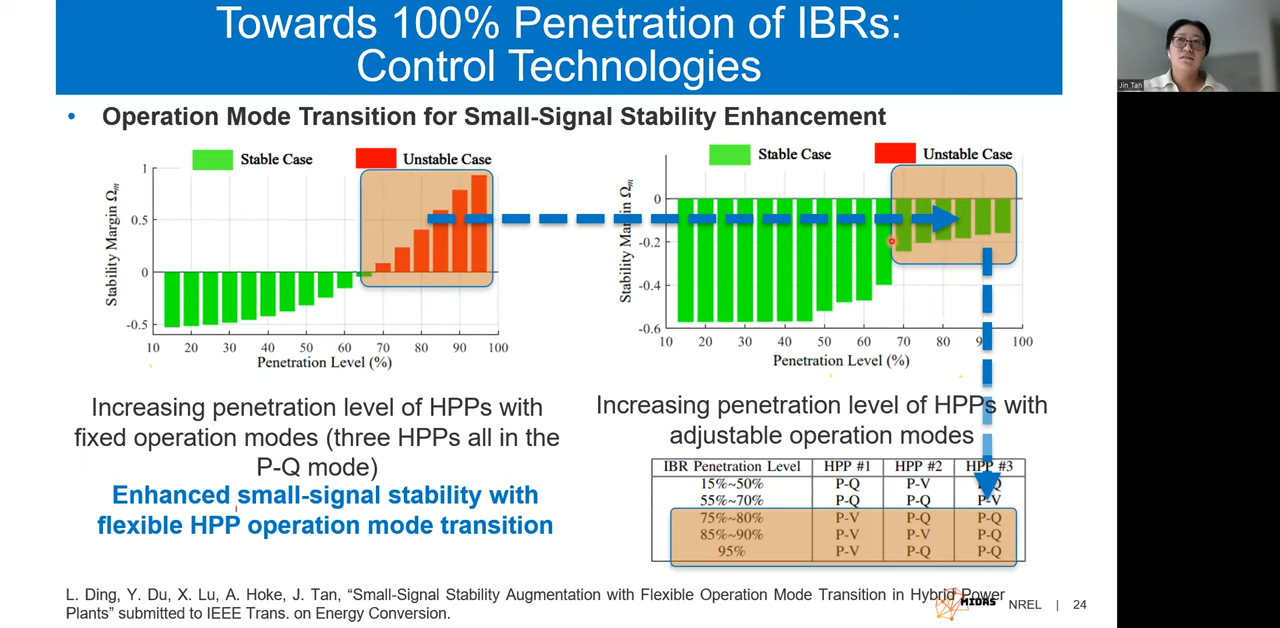 Towards 100% Penetration of IBRs:
Control Technologies
• Operation Mode Transition for Small-Signal Stability Enhancement
Stable Case
Unstable Case
1
0.5
0
-0.5
Stability Margin Ωm
10 20 30 40 50 60 70 80 90 100
Penetration Level (%)
Stable Case
Unstable Case
0
-0.2
-0.4
-0.6
Stability Margin Ωm
10 20 30 40 50 60 70 80 100
Penetration Level (%)
Increasing penetration level of HPPs with
fixed operation modes (three HPPs all in the
P-Q mode)
Enhanced small-signal stability with
flexible HPP operation mode transition
Increasing penetration level of HPPs with
adjustable operation modes
IBR Penetration Level HPP #1 HPP #2 HPP #3
15%~50% P-Q P-V
55%~70% P-Q P-Q P-V
75%~80% P-V P-Q P-Q
85%~90% P-V P-V P-Q
95% P-V P-Q P-Q
L. Ding, Y. Du, X. Lu, A. Hoke, J. Tan, “Small-Signal Stability Augmentation with Flexible Operation Mode Transition in Hybrid Power
Plants” submitted to IEEE Trans. on Energy Conversion.
MIDAS
NREL | 24
Jin Tan